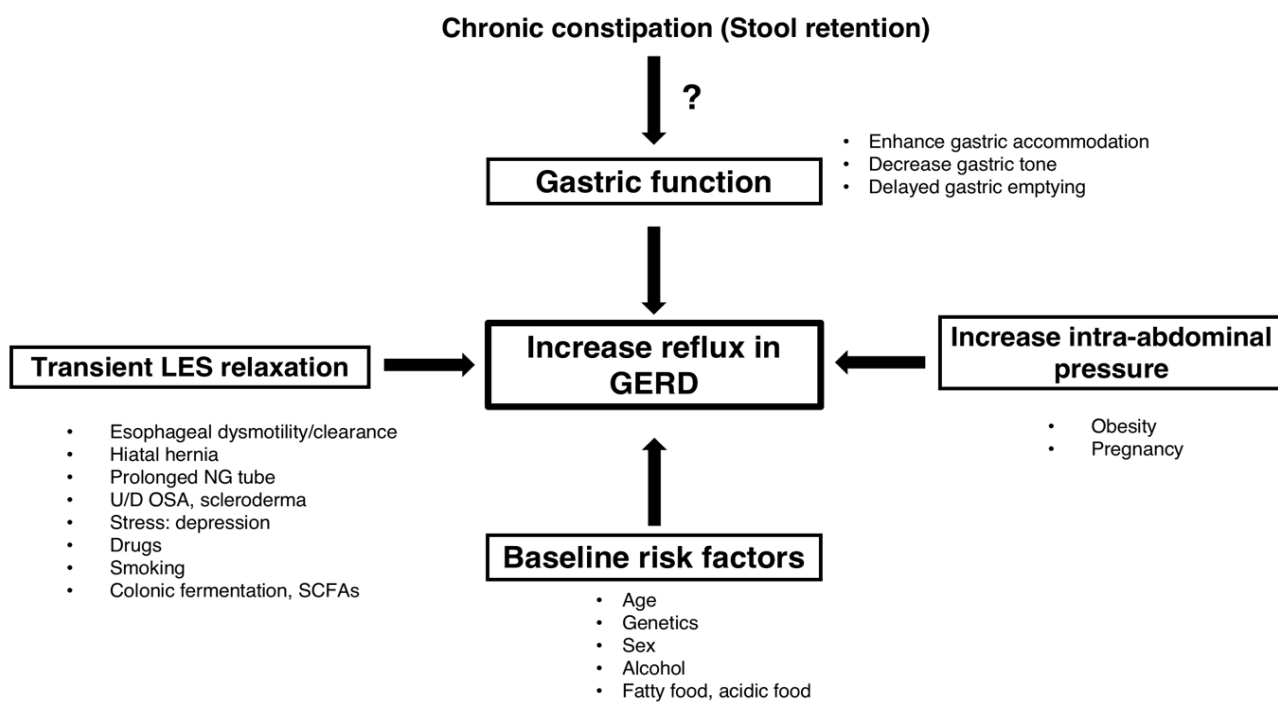 Chronic constipation (Stool retention)
?
Gastric function
• Enhance gastric accommodation
• Decrease gastric tone
• Delayed gastric emptying
Transient LES relaxation
Increase reflux in
GERD
Increase intra-abdominal
pressure
• Esophageal dysmotility/clearance
• Hiatal hernia
• Prolonged NG tube
• U/D OSA, scleroderma
• Stress: depression
• Drugs
• Smoking
• Colonic fermentation, SCFAs
• Obesity
• Pregnancy
Baseline risk factors
• Age
• Genetics
• Sex
• Alcohol
• Fatty food, acidic food